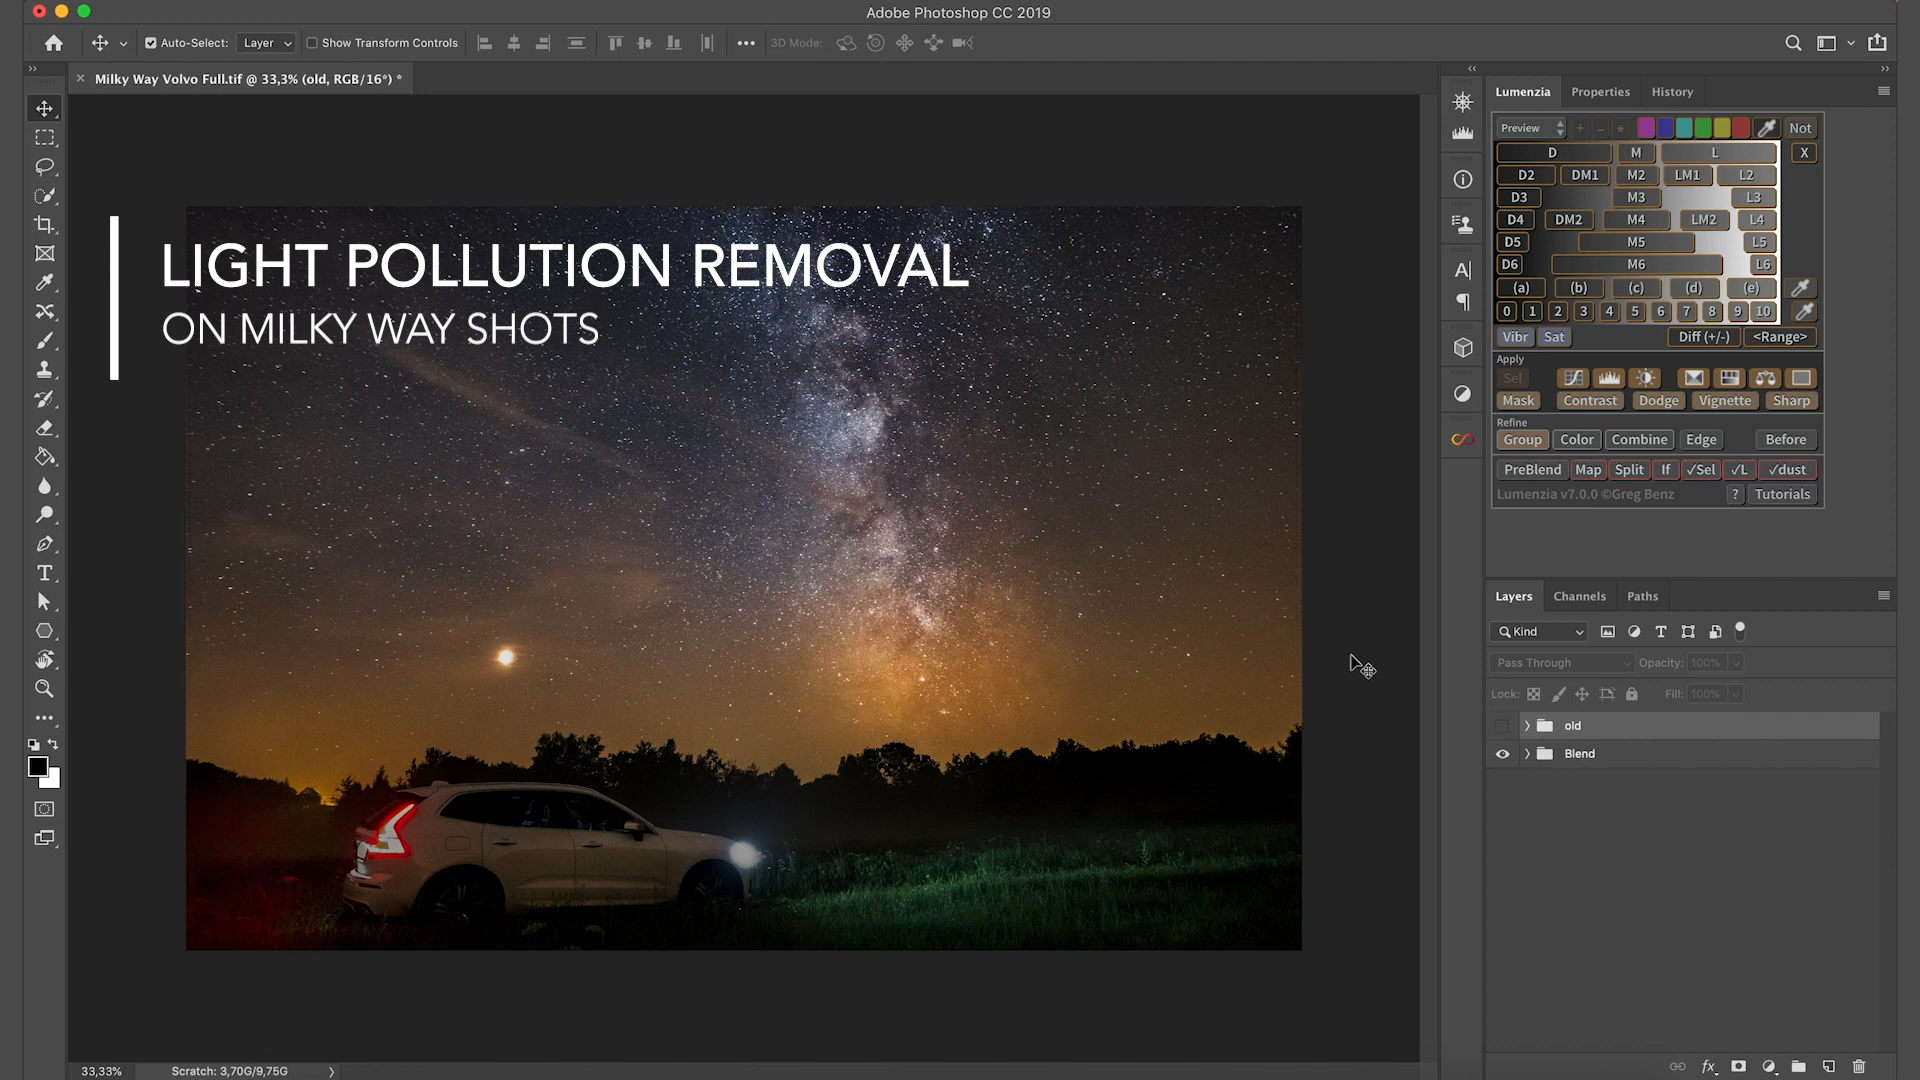 Adobe Photoshop CC 2019
Auto-Select: Layer Show Transform Controls 3D Mode:
Milky Way Volvo Full.tif @ 33,3% (old, RGB/16*) *
LIGHT POLLUTION REMOVAL
ON MILKY WAY SHOTS
33,33% Scratch: 3,70G/9,75G
Lumenzia Properties History
Preview + - * Not
D M L X
D2 DM1 M2 LM1 L2
D3 M3 L3
D4 DM2 M4 LM2 L4
D5 M5 L5
D6 M6 L6
(a) (b) (c) (d) (e)
0 1 2 3 4 5 6 7 8 9 10
Vibr Sat Diff (+/-) <Range>
Apply
Sel
Mask Contrast Dodge Vignette Sharp
Refine
Group Color Combine Edge Before
PreBlend Map Split If ✓Sel ✓L ✓dust
Lumenzia v7.0.0 ©Greg Benz ? Tutorials
Layers Channels Paths
Kind
Pass Through Opacity: 100%
Lock: Fill: 100%
old
Blend
fx